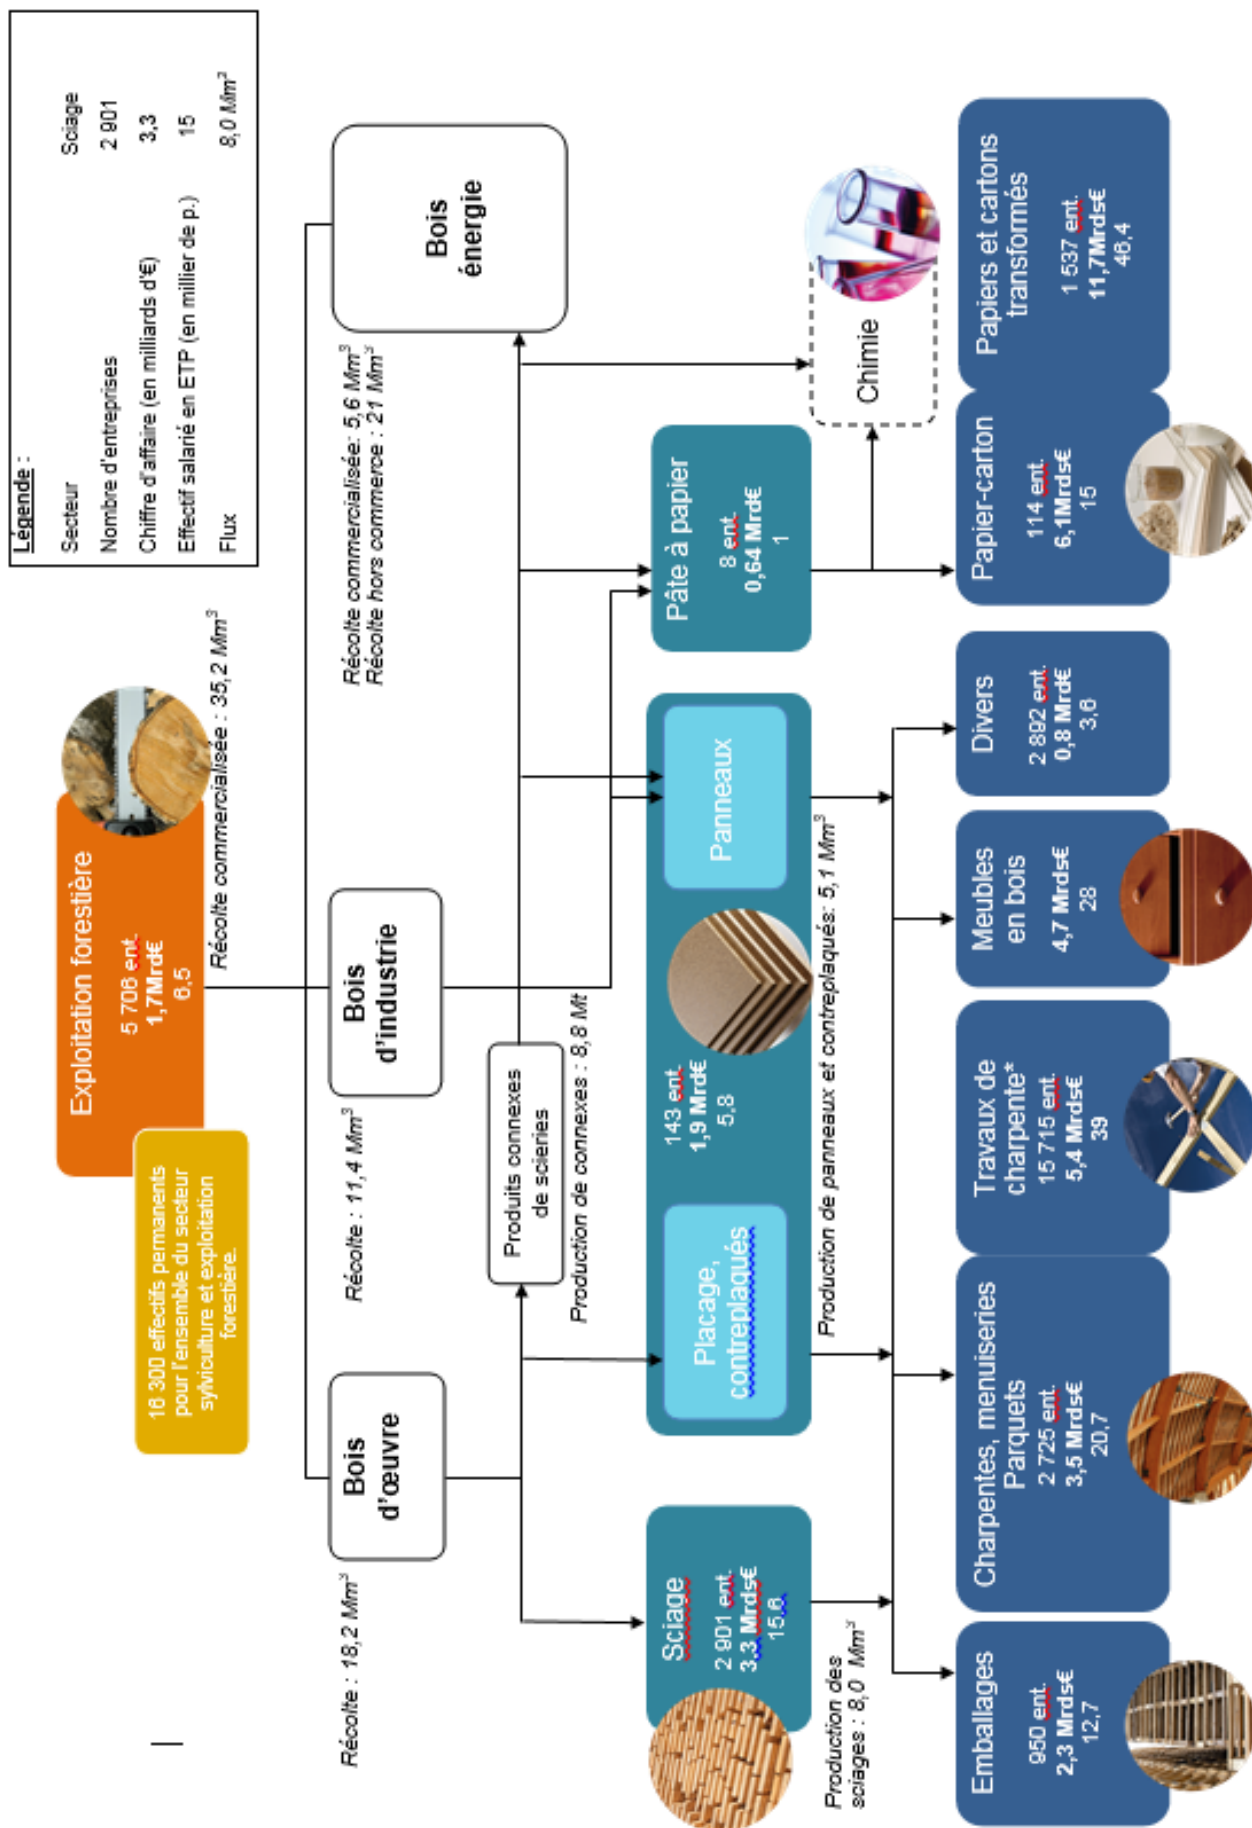 Légende :
Secteur Sciage
Nombre d'entreprises 2 901
Chiffre d'affaire (en milliards d'€) 3,3
Effectif salarié en ETP (en millier de p.) 15
Flux 8,0 Mm³
Exploitation forestière
5 706 ent.
1,7Mrd€
6,5
16 300 effectifs permanents
pour l'ensemble du secteur
sylviculture et exploitation
forestière.
Récolte commercialisée : 35,2 Mm³
Bois
d'œuvre
Récolte : 18,2 Mm³
Bois
d'industrie
Récolte : 11,4 Mm³
Bois
énergie
Récolte commercialisée: 5,6 Mm³
Récolte hors commerce : 21 Mm³
Produits connexes
de scieries
Production de connexes : 8,8 Mt
Sciage
2 901 ent.
3,3 Mrds€
15,6
Placage,
contreplaqués
143 ent.
1,9 Mrd€
5,8
Panneaux
Pâte à papier
8 ent.
0,64 Mrd€
1
Chimie
Production des
sciages : 8,0 Mm³
Production de panneaux et contreplaqués: 5,1 Mm³
Emballages
950 ent.
2,3 Mrds€
12,7
Charpentes, menuiseries
Parquets
2 725 ent.
3,5 Mrds€
20,7
Travaux de
charpente*
15 715 ent.
5,4 Mrds€
39
Meubles
en bois
4,7 Mrds€
28
Divers
2 892 ent.
0,8 Mrd€
3,6
Papier-carton
114 ent.
6,1Mrds€
15
Papiers et cartons
transformés
1 537 ent.
11,7Mrds€
46,4